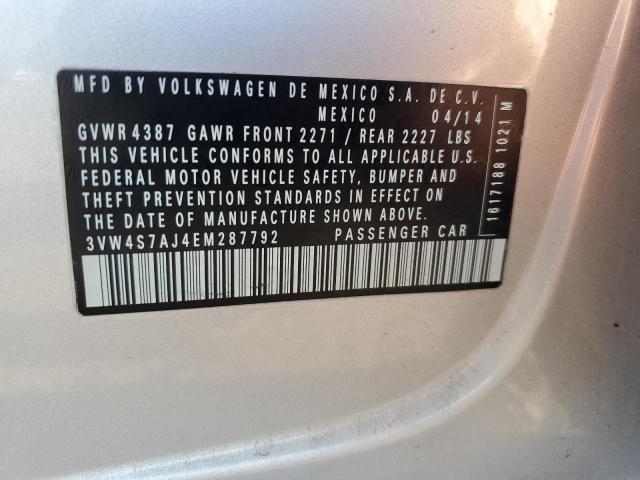 MFD BY VOLKSWAGEN DE MEXICO S.A. DE C.V.
MEXICO 04/14
GVWR 4387 GAWR FRONT 2271 / REAR 2227 LBS
THIS VEHICLE CONFORMS TO ALL APPLICABLE U.S.
FEDERAL MOTOR VEHICLE SAFETY, BUMPER AND
THEFT PREVENTION STANDARDS IN EFFECT ON
THE DATE OF MANUFACTURE SHOWN ABOVE.
3VW4S7AJ4EM287792 PASSENGER CAR
1617188 1021 M